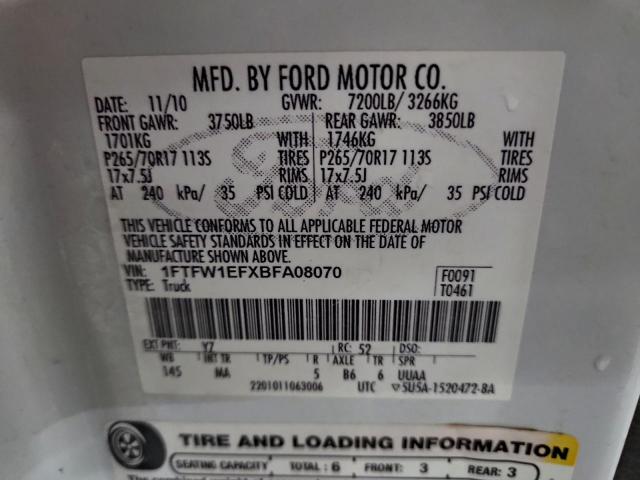 MFD. BY FORD MOTOR CO.
DATE: 11/10 GVWR: 7200LB/ 3266KG
FRONT GAWR: 3750LB REAR GAWR: 3850LB
1701KG WITH 1746KG WITH
P265/70R17 113S TIRES P265/70R17 113S TIRES
17x7.5J RIMS 17x7.5J RIMS
AT 240 kPa/ 35 PSI COLD AT 240 kPa/ 35 PSI COLD
THIS VEHICLE CONFORMS TO ALL APPLICABLE FEDERAL MOTOR
VEHICLE SAFETY STANDARDS IN EFFECT ON THE DATE OF
MANUFACTURE SHOWN ABOVE.
VIN: 1FTFW1EFXBFA08070 F0091
TYPE: Truck T0461
EXT PNT: YZ RC: 52 DSO:
WB INT TR TP/PS R AXLE TR SPR
145 MA 5 B6 6 UUAA
2201011063006 UTC 5U5A-1520472-BA
TIRE AND LOADING INFORMATION
SEATING CAPACITY TOTAL: 6 FRONT: 3 REAR: 3